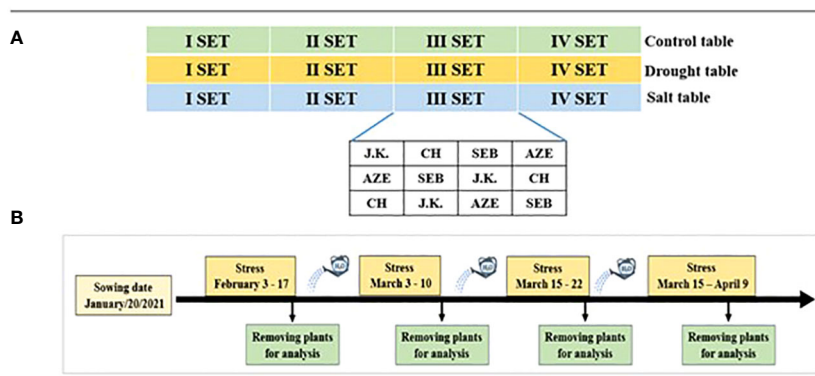 A
I SET II SET III SET IV SET Control table
I SET II SET III SET IV SET Drought table
I SET II SET III SET IV SET Salt table
J.K. CH SEB AZE
AZE SEB J.K. CH
CH J.K. AZE SEB
B
Sowing date
January/20/2021
Stress
February 3 - 17
H₂O
Stress
March 3 - 10
H₂O
Stress
March 15 - 22
H₂O
Stress
March 15 – April 9
Removing plants
for analysis
Removing plants
for analysis
Removing plants
for analysis
Removing plants
for analysis